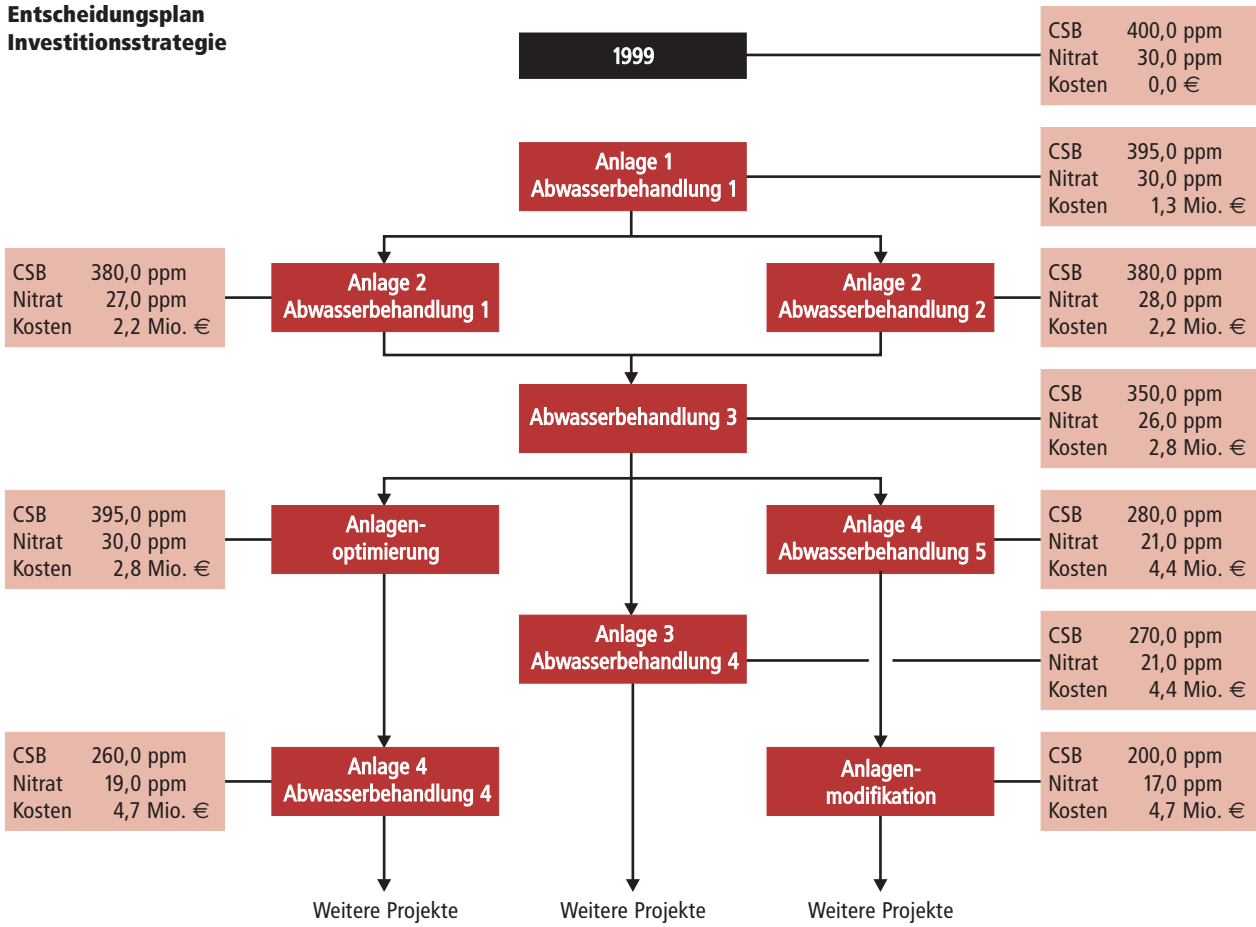 Entscheidungsplan
Investitionsstrategie
1999
CSB 400,0 ppm
Nitrat 30,0 ppm
Kosten 0,0 €
Anlage 1
Abwasserbehandlung 1
CSB 395,0 ppm
Nitrat 30,0 ppm
Kosten 1,3 Mio. €
CSB 380,0 ppm
Nitrat 27,0 ppm
Kosten 2,2 Mio. €
Anlage 2
Abwasserbehandlung 1
Anlage 2
Abwasserbehandlung 2
CSB 380,0 ppm
Nitrat 28,0 ppm
Kosten 2,2 Mio. €
Abwasserbehandlung 3
CSB 350,0 ppm
Nitrat 26,0 ppm
Kosten 2,8 Mio. €
CSB 395,0 ppm
Nitrat 30,0 ppm
Kosten 2,8 Mio. €
Anlagen-
optimierung
Anlage 4
Abwasserbehandlung 5
CSB 280,0 ppm
Nitrat 21,0 ppm
Kosten 4,4 Mio. €
Anlage 3
Abwasserbehandlung 4
CSB 270,0 ppm
Nitrat 21,0 ppm
Kosten 4,4 Mio. €
CSB 260,0 ppm
Nitrat 19,0 ppm
Kosten 4,7 Mio. €
Anlage 4
Abwasserbehandlung 4
Anlagen-
modifikation
CSB 200,0 ppm
Nitrat 17,0 ppm
Kosten 4,7 Mio. €
Weitere Projekte
Weitere Projekte
Weitere Projekte